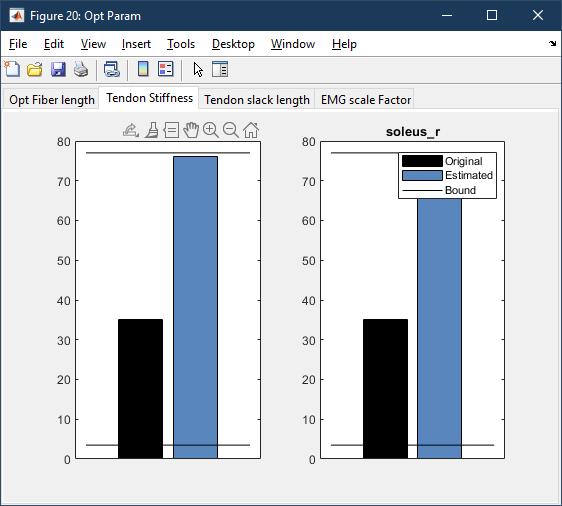 Figure 20: Opt Param
File Edit View Insert Tools Desktop Window Help
Opt Fiber length Tendon Stiffness Tendon slack length EMG scale Factor
80
70
60
50
40
30
20
10
0
soleus_r
80
70
60
50
40
30
20
10
0
Original
Estimated
Bound